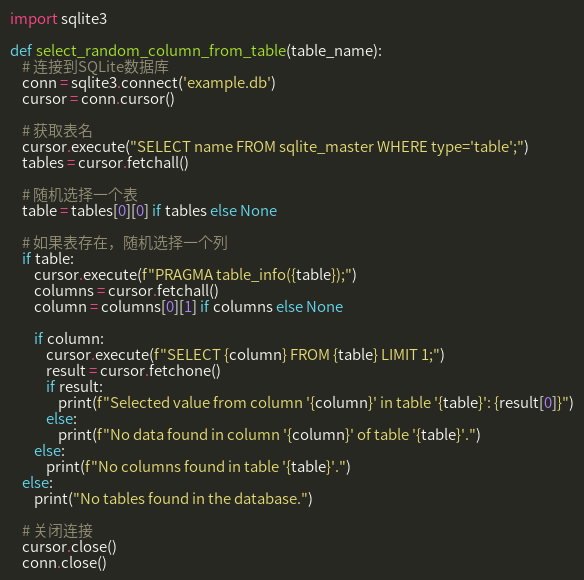 import sqlite3

def select_random_column_from_table(table_name):
    # 连接到SQLite数据库
    conn = sqlite3.connect('example.db')
    cursor = conn.cursor()

    # 获取表名
    cursor.execute("SELECT name FROM sqlite_master WHERE type='table';")
    tables = cursor.fetchall()

    # 随机选择一个表
    table = tables[0][0] if tables else None

    # 如果表存在，随机选择一个列
    if table:
        cursor.execute(f"PRAGMA table_info({table});")
        columns = cursor.fetchall()
        column = columns[0][1] if columns else None

        if column:
            cursor.execute(f"SELECT {column} FROM {table} LIMIT 1;")
            result = cursor.fetchone()
            if result:
                print(f"Selected value from column '{column}' in table '{table}': {result[0]}")
            else:
                print(f"No data found in column '{column}' of table '{table}'.")
        else:
            print(f"No columns found in table '{table}'.")
    else:
        print("No tables found in the database.")

    # 关闭连接
    cursor.close()
    conn.close()